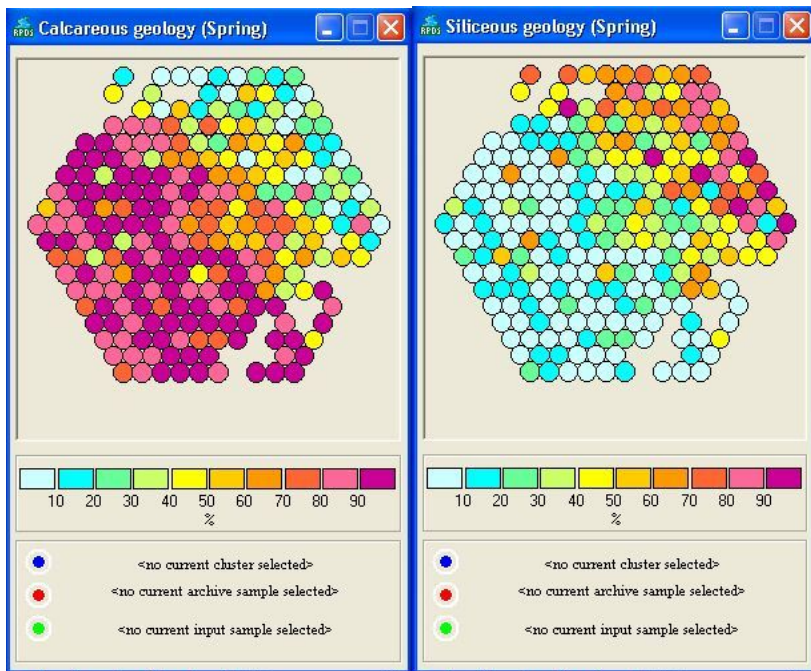 RPDS Calcareous geology (Spring)
10 20 30 40 50 60 70 80 90
%
<no current cluster selected>
<no current archive sample selected>
<no current input sample selected>
RPDS Siliceous geology (Spring)
10 20 30 40 50 60 70 80 90
%
<no current cluster selected>
<no current archive sample selected>
<no current input sample selected>